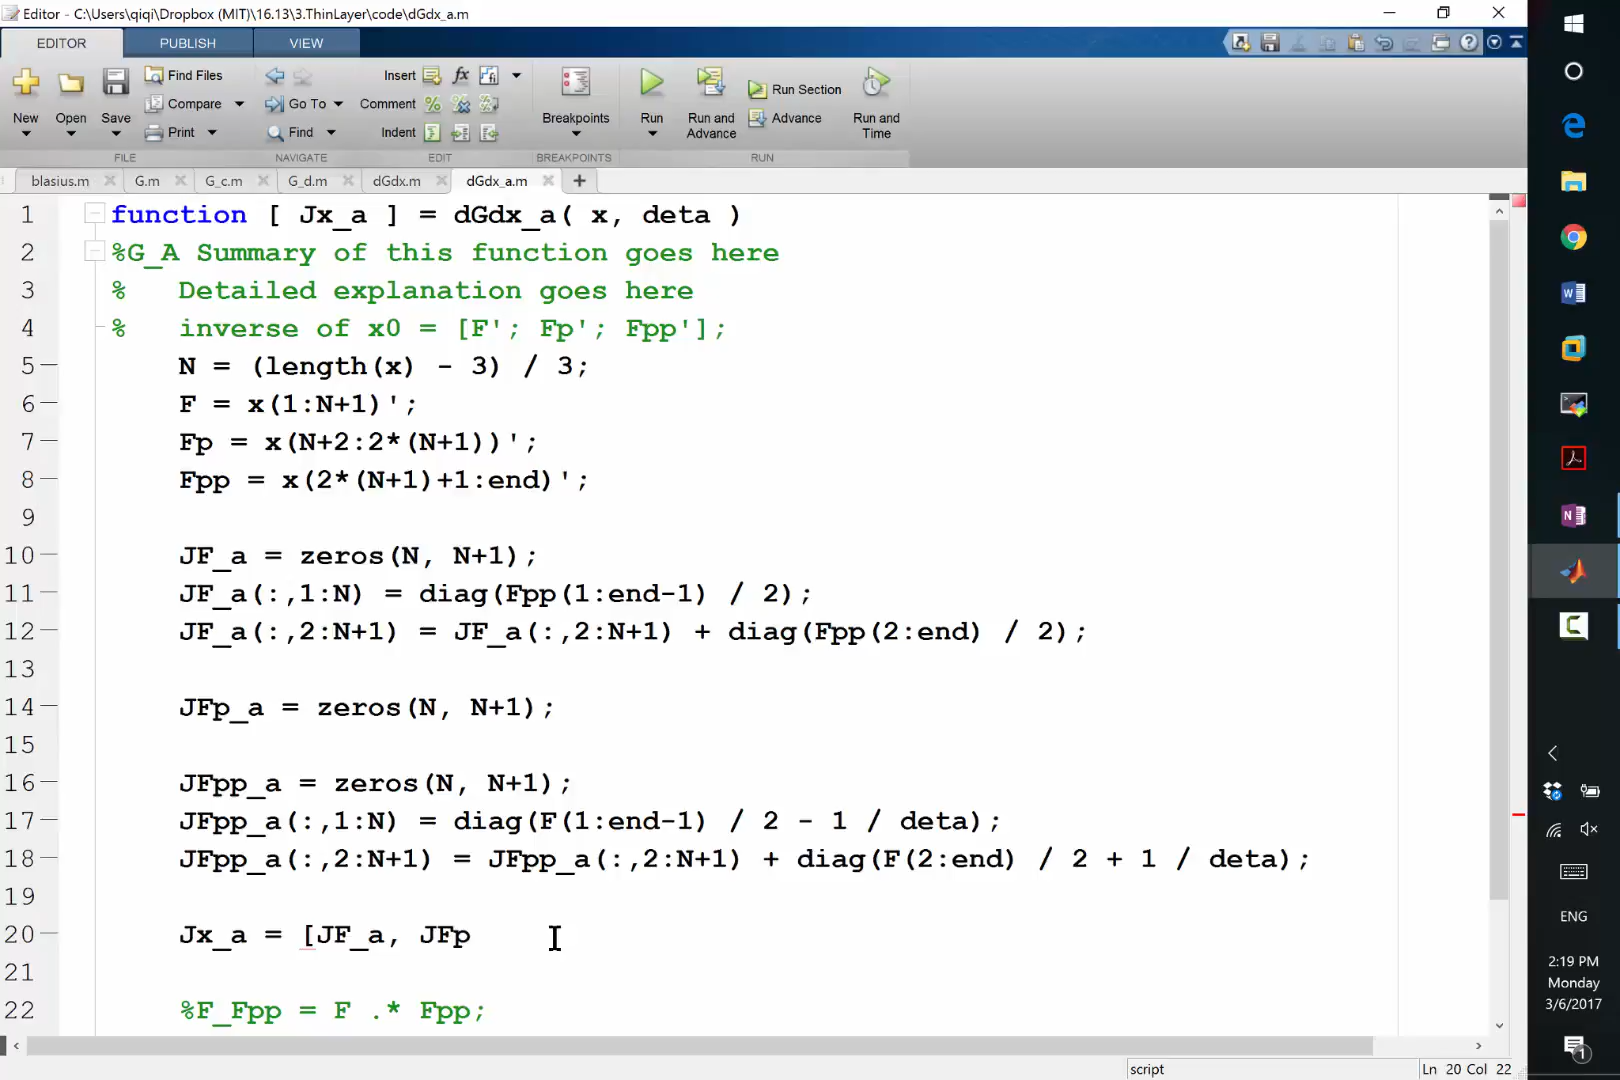 Editor - C:\Users\qiqi\Dropbox (MIT)\16.13\3.ThinLayer\code\dGdx_a.m
EDITOR PUBLISH VIEW
New Open Save
Find Files
Compare
Print
FILE
Go To
Find
NAVIGATE
Insert fx
Comment
Indent
EDIT
Breakpoints
BREAKPOINTS
Run
Run and Advance
Run Section
Advance
Run and Time
RUN
blasius.m G.m G_c.m G_d.m dGdx.m dGdx_a.m +
1 function [ Jx_a ] = dGdx_a( x, deta )
2 %G_A Summary of this function goes here
3 %   Detailed explanation goes here
4 %   inverse of x0 = [F'; Fp'; Fpp'];
5 N = (length(x) - 3) / 3;
6 F = x(1:N+1)';
7 Fp = x(N+2:2*(N+1))';
8 Fpp = x(2*(N+1)+1:end)';
9
10 JF_a = zeros(N, N+1);
11 JF_a(:,1:N) = diag(Fpp(1:end-1) / 2);
12 JF_a(:,2:N+1) = JF_a(:,2:N+1) + diag(Fpp(2:end) / 2);
13
14 JFp_a = zeros(N, N+1);
15
16 JFpp_a = zeros(N, N+1);
17 JFpp_a(:,1:N) = diag(F(1:end-1) / 2 - 1 / deta);
18 JFpp_a(:,2:N+1) = JFpp_a(:,2:N+1) + diag(F(2:end) / 2 + 1 / deta);
19
20 Jx_a = [JF_a, JFp
21
22 %F_Fpp = F .* Fpp;
script Ln 20 Col 22
ENG
2:19 PM
Monday
3/6/2017
1